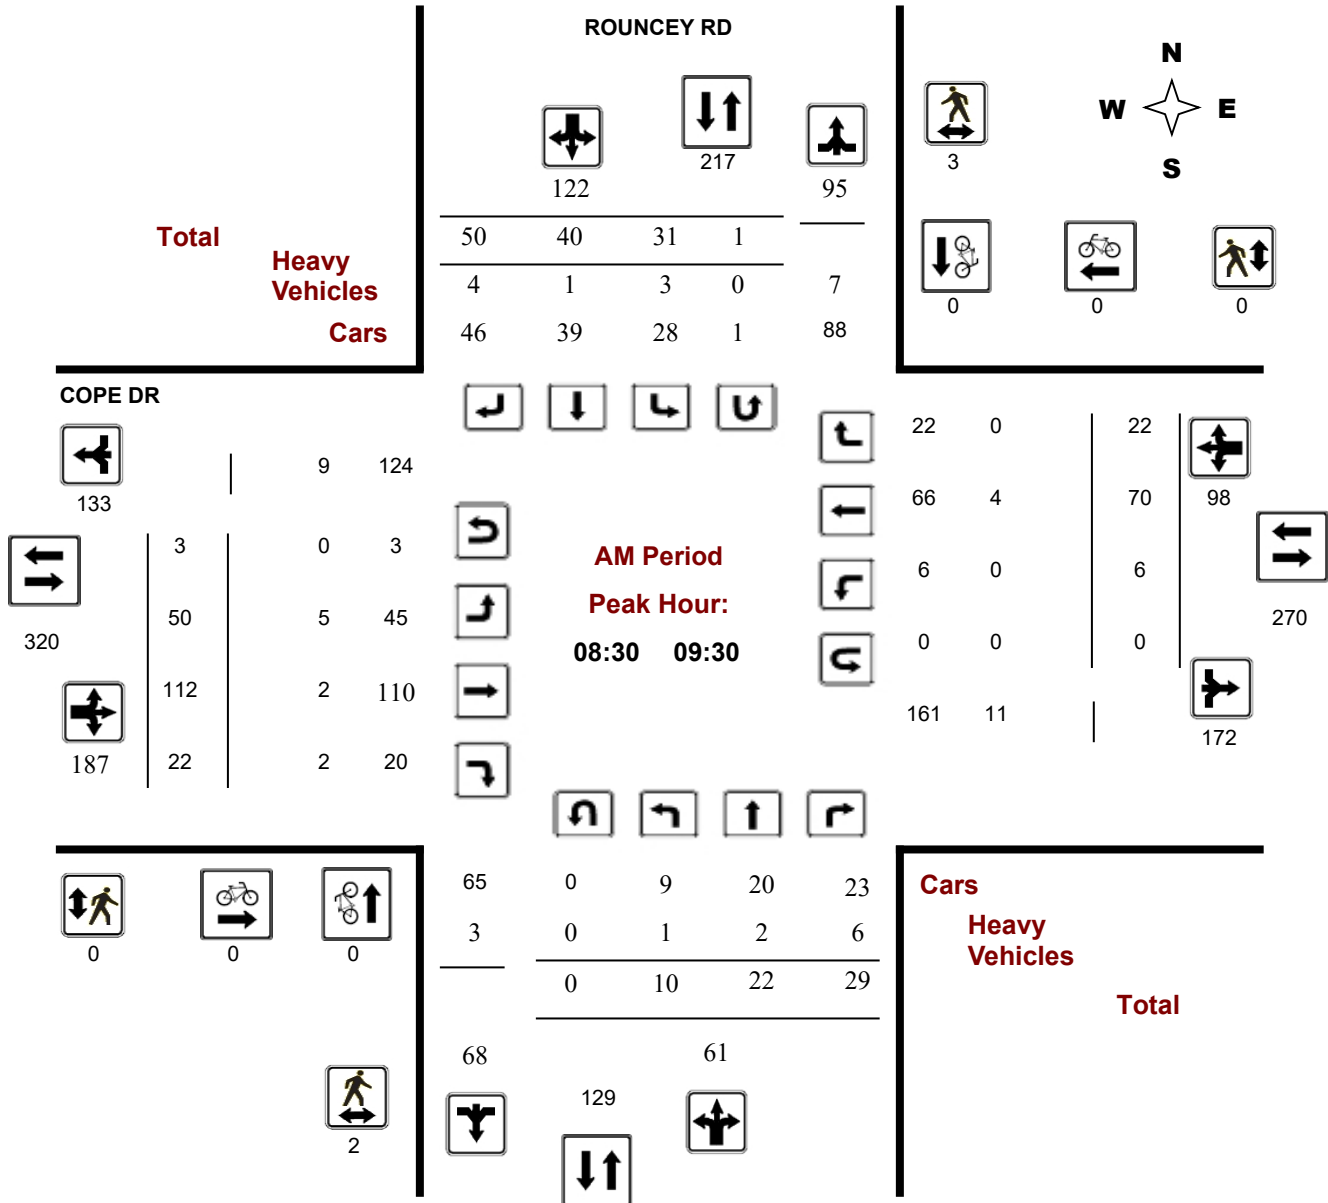 ROUNCEY RD
N
W E
S
217
3
122
95
Total
50 40 31 1
Heavy
Vehicles
4 1 3 0 7
Cars
46 39 28 1 88
0 0 0
COPE DR
22 0 22
9 124
133
66 4 70 98
3 0 3
AM Period
6 0 6
Peak Hour:
50 5 45
270
320
08:30 09:30
0 0 0
112 2 110
161 11
172
187 22 2 20
65 0 9 20 23
Cars
3 0 1 2 6
Heavy
Vehicles
0 0 0
0 10 22 29
Total
68 61
129
2